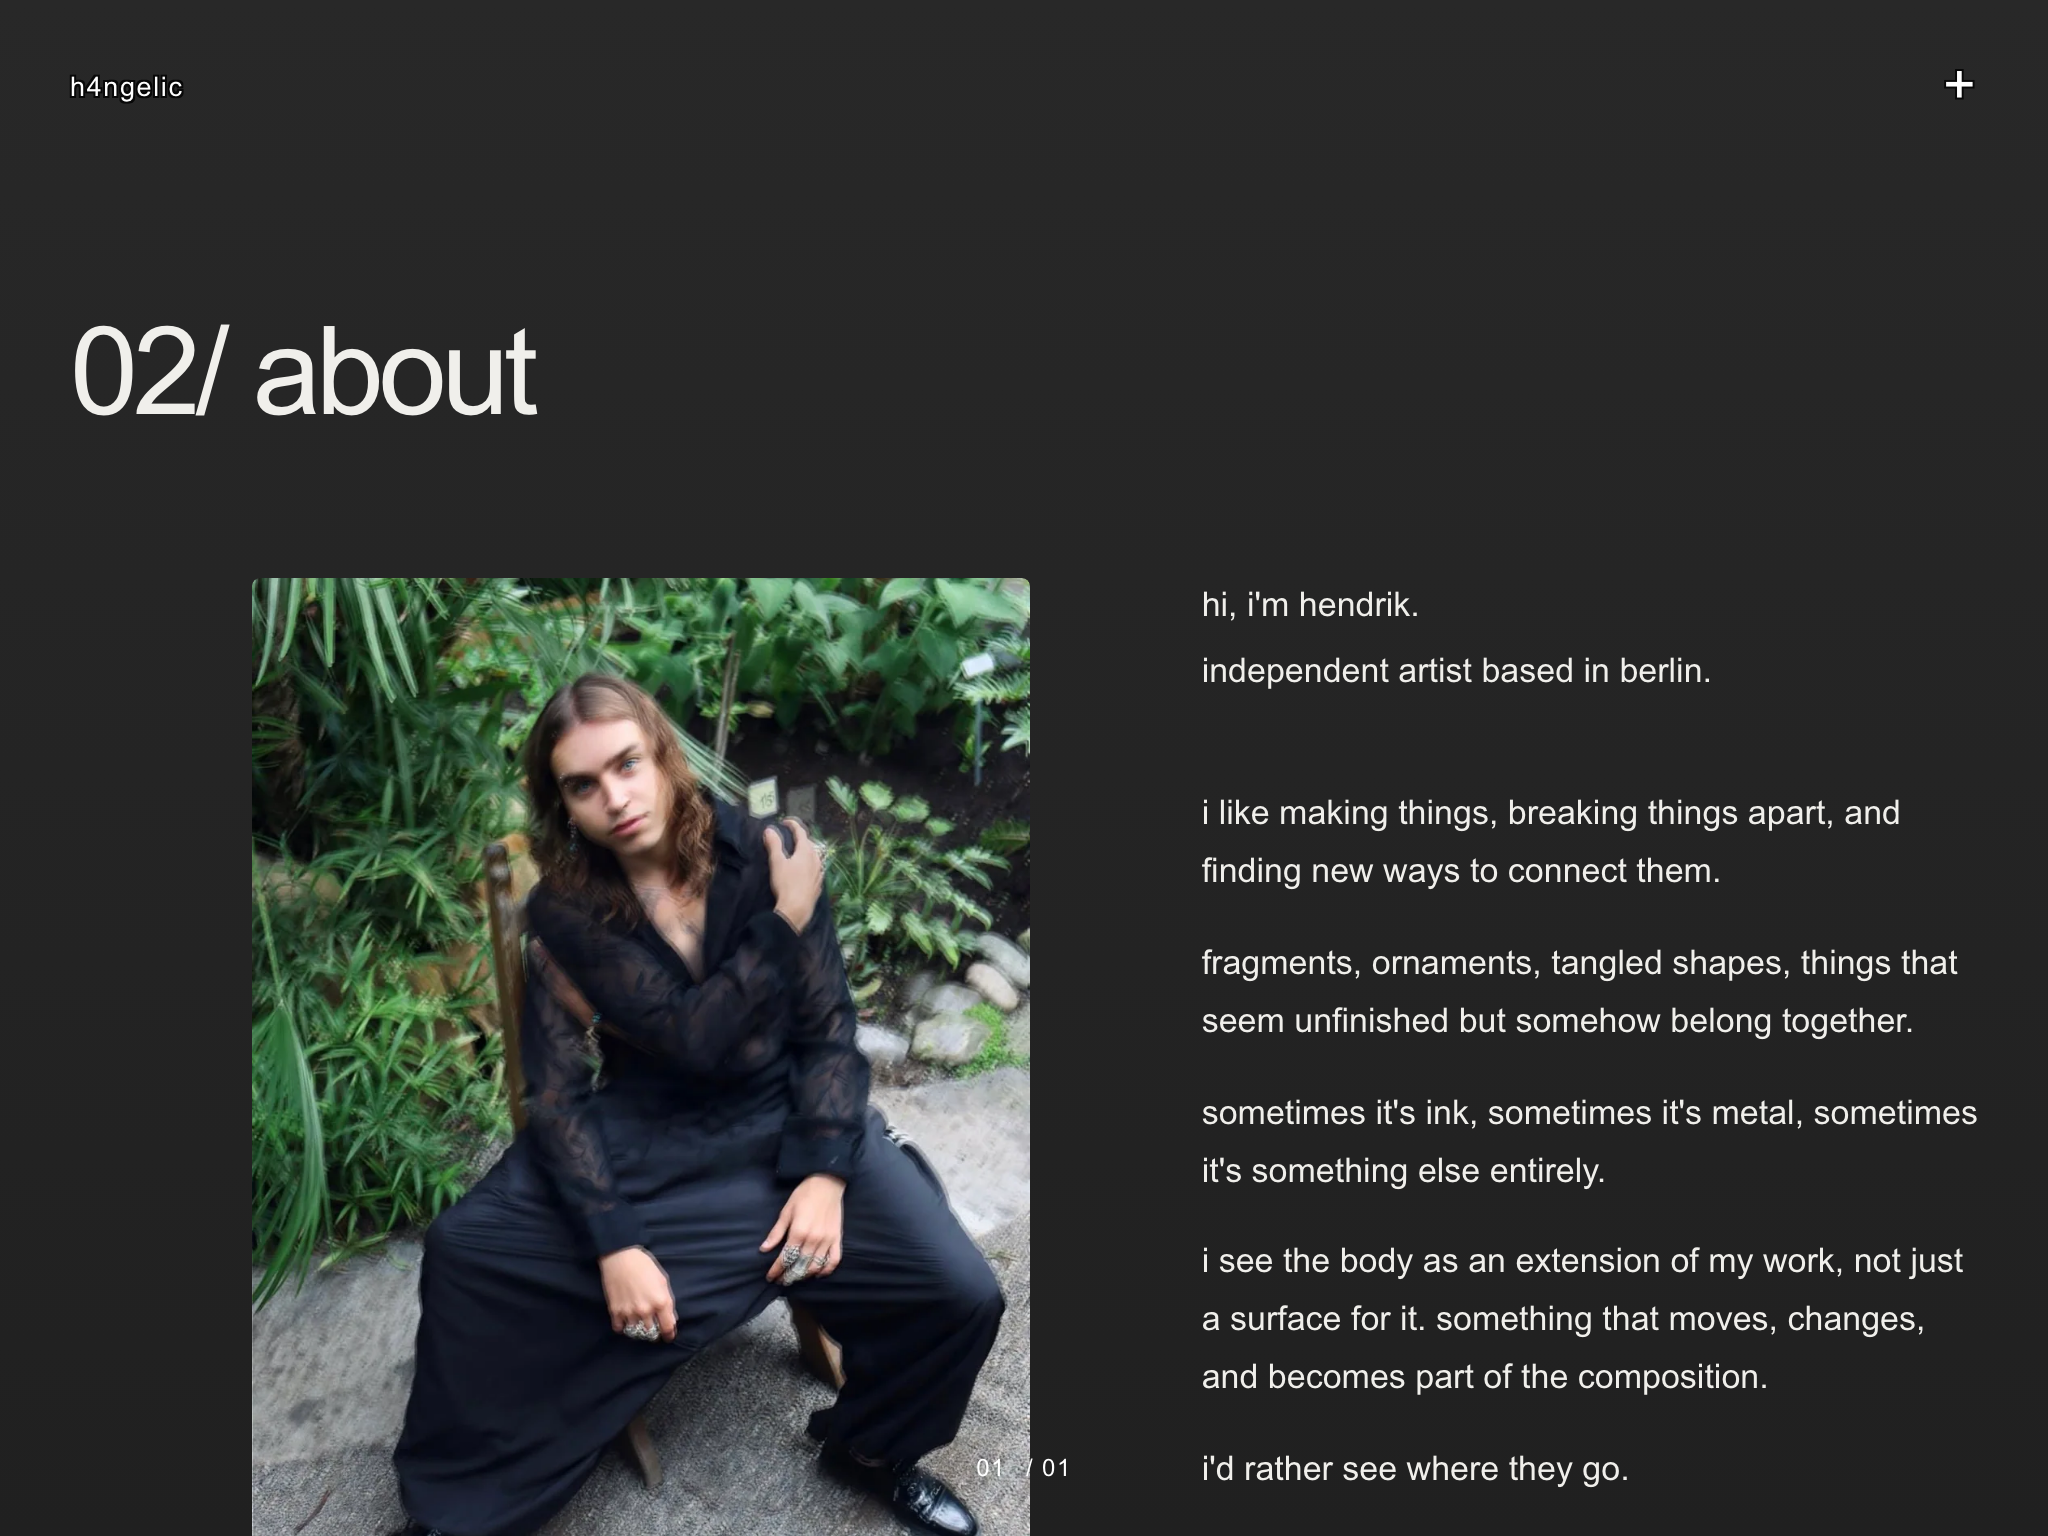 h4ngelic
+
02/ about
hi, i'm hendrik.
independent artist based in berlin.
i like making things, breaking things apart, and
finding new ways to connect them.
fragments, ornaments, tangled shapes, things that
seem unfinished but somehow belong together.
sometimes it's ink, sometimes it's metal, sometimes
it's something else entirely.
i see the body as an extension of my work, not just
a surface for it. something that moves, changes,
and becomes part of the composition.
i'd rather see where they go.
01 / 01